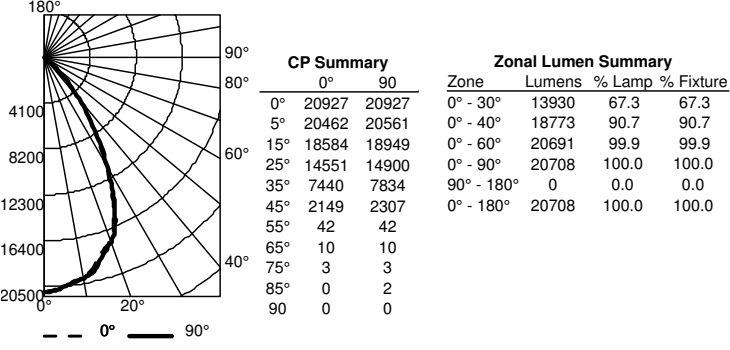 180°
90°
80°
60°
40°
4100
8200
12300
16400
20500
0° 20°
0° 90°
CP Summary
0° 90
0° 20927 20927
5° 20462 20561
15° 18584 18949
25° 14551 14900
35° 7440 7834
45° 2149 2307
55° 42 42
65° 10 10
75° 3 3
85° 0 2
90 0 0
Zonal Lumen Summary
Zone Lumens % Lamp % Fixture
0° - 30° 13930 67.3 67.3
0° - 40° 18773 90.7 90.7
0° - 60° 20691 99.9 99.9
0° - 90° 20708 100.0 100.0
90° - 180° 0 0.0 0.0
0° - 180° 20708 100.0 100.0